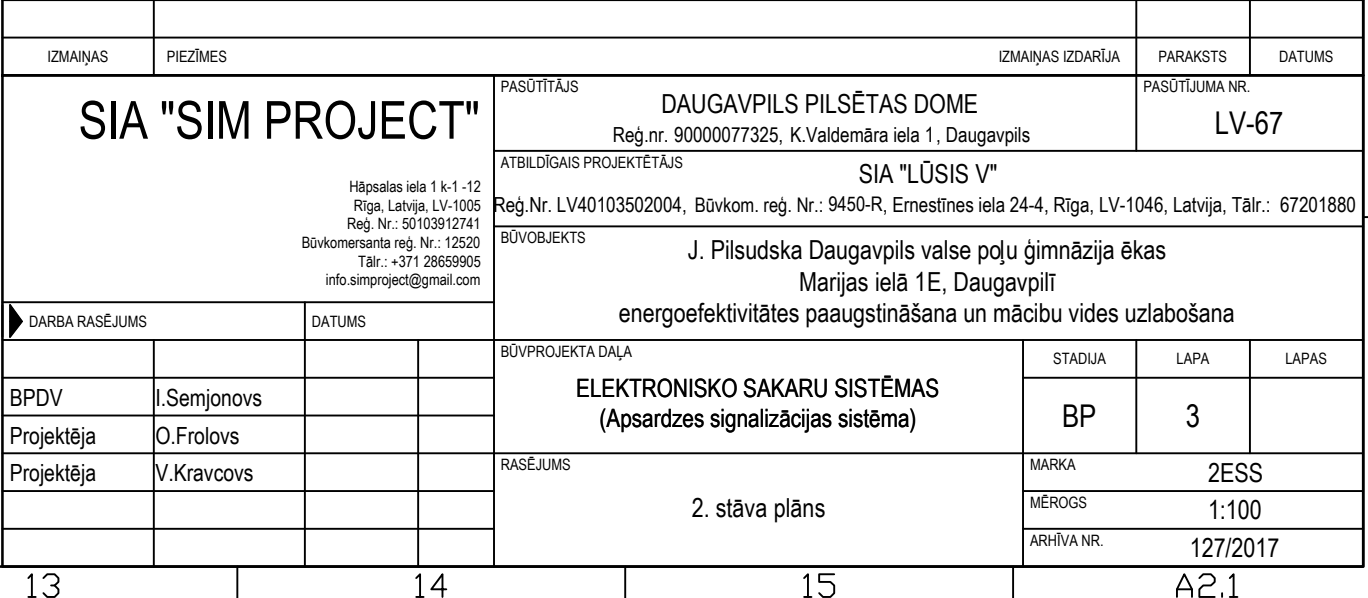 IZMAIŅAS PIEZĪMES IZMAIŅAS IZDARĪJA PARAKSTS DATUMS
SIA "SIM PROJECT"
Hāpsalas iela 1 k-1 -12
Rīga, Latvija, LV-1005
Reģ. Nr.: 50103912741
Būvkomersanta reģ. Nr.: 12520
Tālr.: +371 28659905
info.simproject@gmail.com
PASŪTĪTĀJS
DAUGAVPILS PILSĒTAS DOME
Reģ.nr. 90000077325, K.Valdemāra iela 1, Daugavpils
PASŪTĪJUMA NR.
LV-67
ATBILDĪGAIS PROJEKTĒTĀJS
SIA "LŪSIS V"
Reģ.Nr. LV40103502004, Būvkom. reģ. Nr.: 9450-R, Ernestīnes iela 24-4, Rīga, LV-1046, Latvija, Tālr.: 67201880
BŪVOBJEKTS
J. Pilsudska Daugavpils valse poļu ģimnāzija ēkas
Marijas ielā 1E, Daugavpilī
energoefektivitātes paaugstināšana un mācibu vides uzlabošana
DARBA RASĒJUMS DATUMS
BPDV I.Semjonovs
Projektēja O.Frolovs
Projektēja V.Kravcovs
BŪVPROJEKTA DAĻA
ELEKTRONISKO SAKARU SISTĒMAS
(Apsardzes signalizācijas sistēma)
STADIJA LAPA LAPAS
BP 3
RASĒJUMS
2. stāva plāns
MARKA 2ESS
MĒROGS 1:100
ARHĪVA NR. 127/2017
13 14 15 A2.1